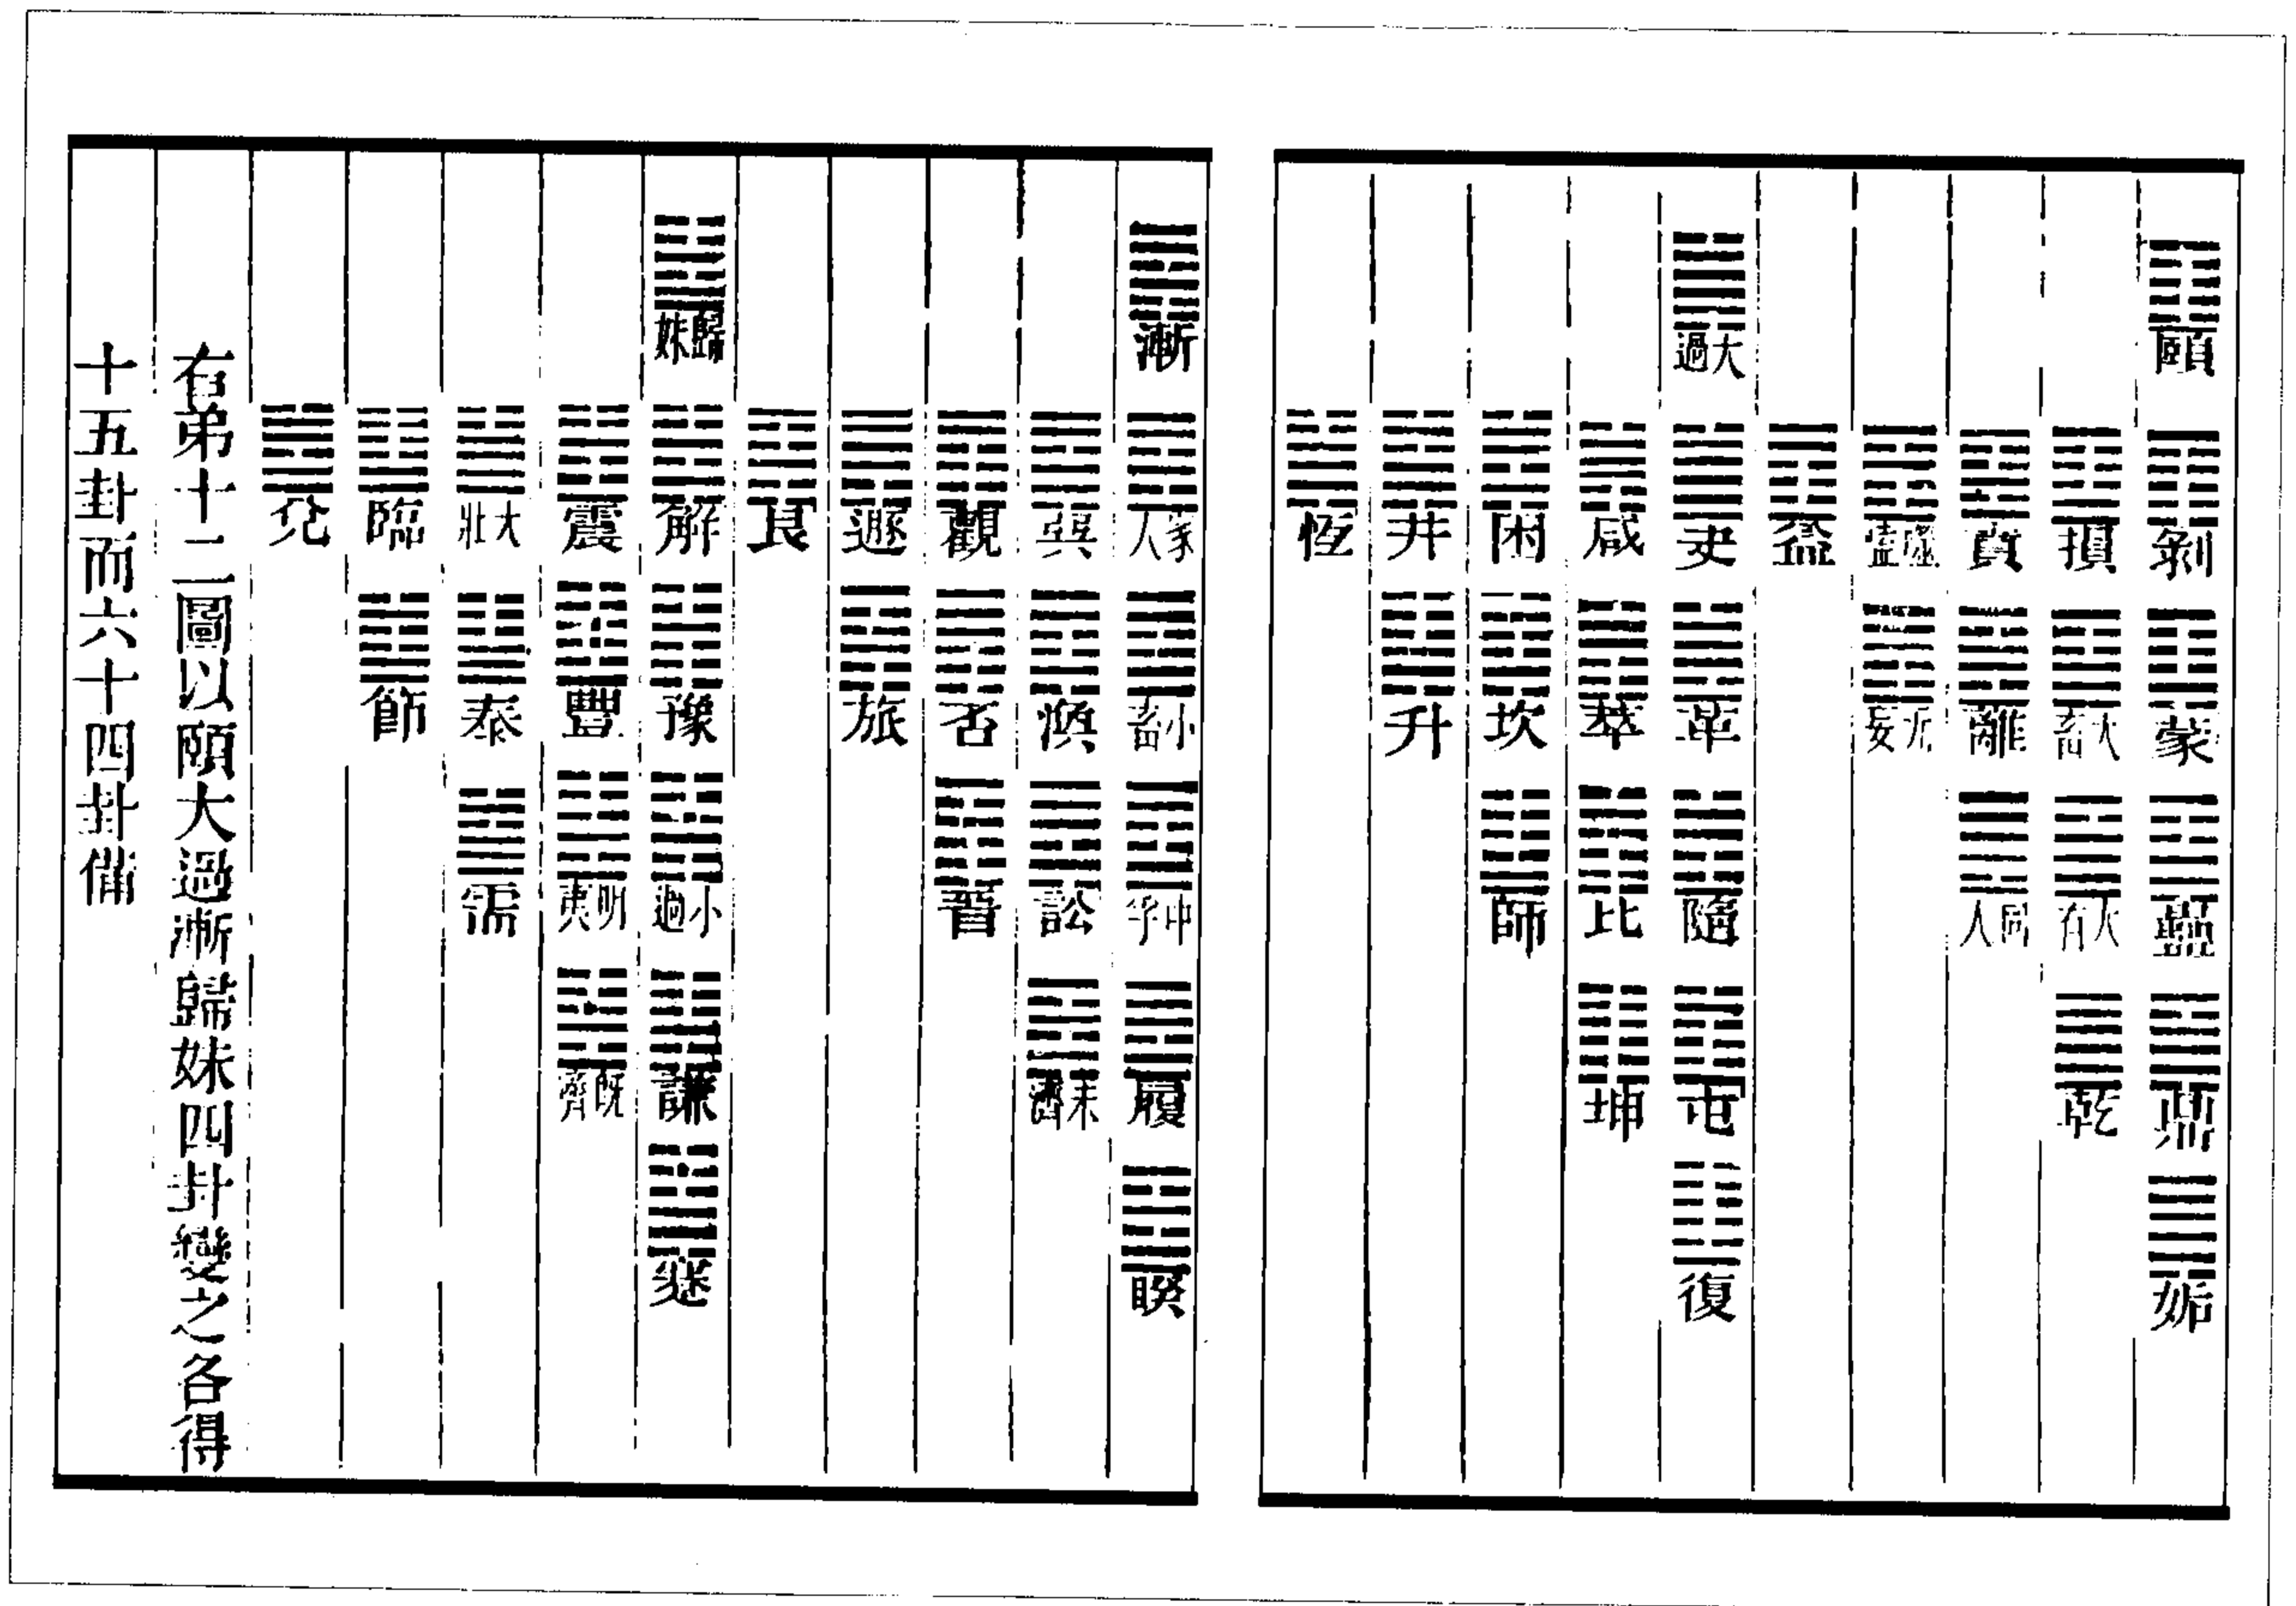 頤 剝 蒙 蠱 鼎 姤
損 大畜 大有 乾
賁 離 同人
噬嗑 无妄
益
大過 夬 革 隨 屯 復
咸 萃 比 坤
困 坎 師
井 升
恆
漸 家人 小畜 中孚 履 睽
巽 渙 訟 未濟
觀 否 晉
遯 旅
艮
歸妹 解 豫 小過 謙 蹇
震 豐 明夷 既濟
大壯 泰 需
臨 節
兌
右弟十二圖以頤大過漸歸妹四卦變之各得
十五卦而六十四卦備